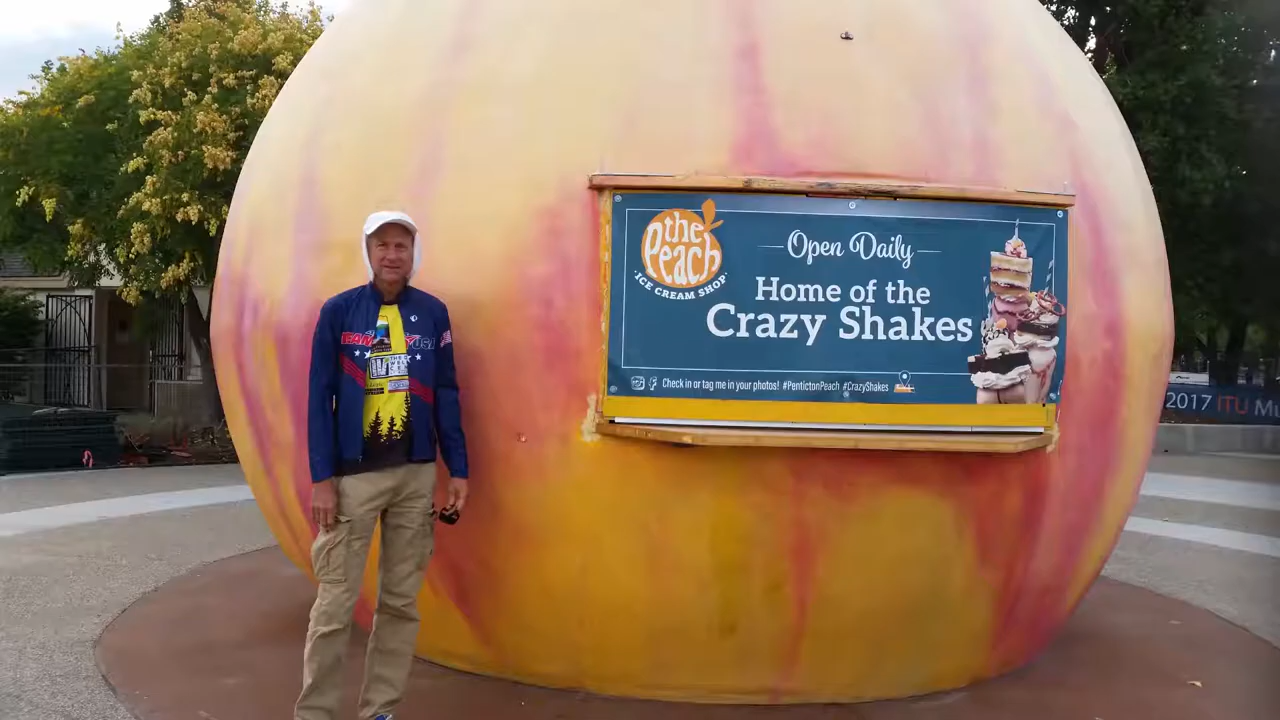 the
Peach
ICE CREAM SHOP
Open Daily
Home of the
Crazy Shakes
Check in or tag me in your photos! #PentictonPeach #CrazyShakes
2017 ITU
USA